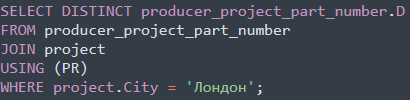 SELECT DISTINCT producer_project_part_number.D
FROM producer_project_part_number
JOIN project
USING (PR)
WHERE project.City = 'Лондон';